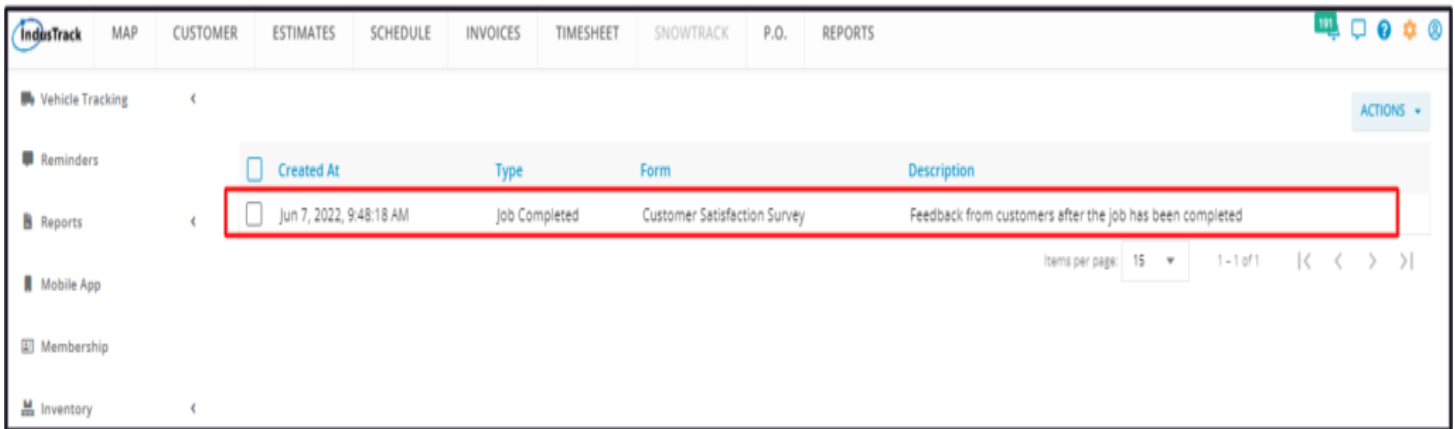 IndusTrack MAP CUSTOMER ESTIMATES SCHEDULE INVOICES TIMESHEET SNOWTRACK P.O. REPORTS 191
Vehicle Tracking
ACTIONS
Reminders
Created At Type Form Description
Reports
Jun 7, 2022, 9:48:18 AM Job Completed Customer Satisfaction Survey Feedback from customers after the job has been completed
Items per page: 15 1 – 1 of 1
Mobile App
Membership
Inventory